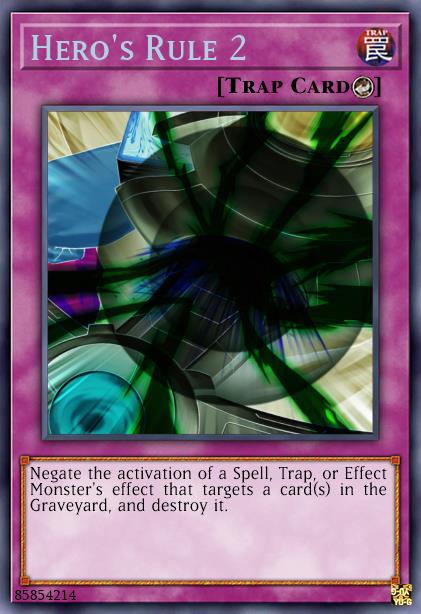 Hero's Rule 2
TRAP
罠
[Trap Card]
Negate the activation of a Spell, Trap, or Effect
Monster's effect that targets a card(s) in the
Graveyard, and destroy it.
85854214